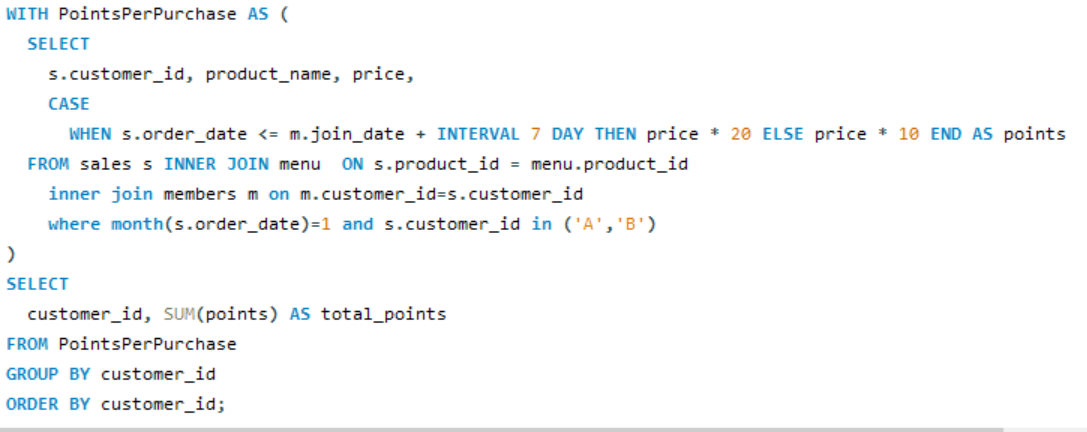 WITH PointsPerPurchase AS (
  SELECT
    s.customer_id, product_name, price,
    CASE
      WHEN s.order_date <= m.join_date + INTERVAL 7 DAY THEN price * 20 ELSE price * 10 END AS points
  FROM sales s INNER JOIN menu  ON s.product_id = menu.product_id
    inner join members m on m.customer_id=s.customer_id
    where month(s.order_date)=1 and s.customer_id in ('A','B')
)
SELECT
  customer_id, SUM(points) AS total_points
FROM PointsPerPurchase
GROUP BY customer_id
ORDER BY customer_id;